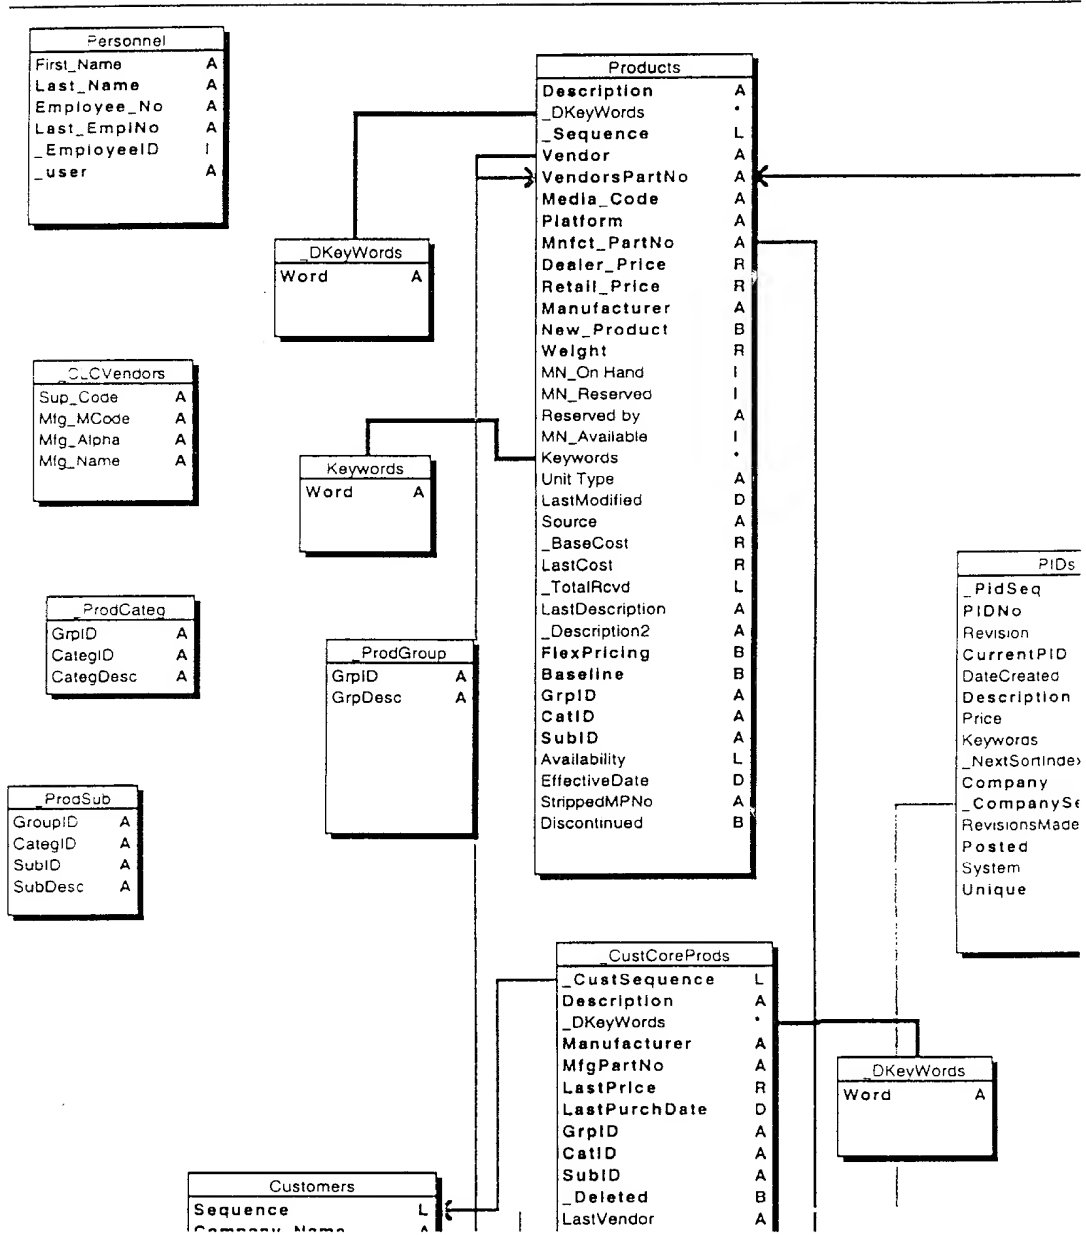 Personnel
First_Name A
Last_Name A
Employee_No A
Last_EmplNo A
_EmployeeID I
_user A
Products
Description A
_DKeyWords *
_Sequence L
Vendor A
VendorsPartNo A
Media_Code A
Platform A
Mnfct_PartNo A
Dealer_Price R
Retail_Price R
Manufacturer A
New_Product B
Weight R
MN_On Hand I
MN_Reserved I
Reserved by A
MN_Available I
Keywords *
Unit Type A
LastModified D
Source A
_BaseCost R
LastCost R
_TotalRcvd L
LastDescription A
_Description2 A
FlexPricing B
Baseline B
GrpID A
CatID A
SubID A
Availability L
EffectiveDate D
StrippedMPNo A
Discontinued B
_DKeyWords
Word A
_CLCVendors
Sup_Code A
Mfg_MCode A
Mfg_Alpha A
Mfg_Name A
Keywords
Word A
_ProdCateg
GrpID A
CategID A
CategDesc A
_ProdGroup
GrpID A
GrpDesc A
_ProdSub
GroupID A
CategID A
SubID A
SubDesc A
PIDs
_PidSeq
PIDNo
Revision
CurrentPID
DateCreated
Description
Price
Keywords
_NextSortIndex
Company
_CompanySe
RevisionsMade
Posted
System
Unique
_CustCoreProds
_CustSequence L
Description A
_DKeyWords *
Manufacturer A
MfgPartNo A
LastPrice R
LastPurchDate D
GrpID A
CatID A
SubID A
_Deleted B
LastVendor A
_DKeyWords
Word A
Customers
Sequence L
Company_Name A